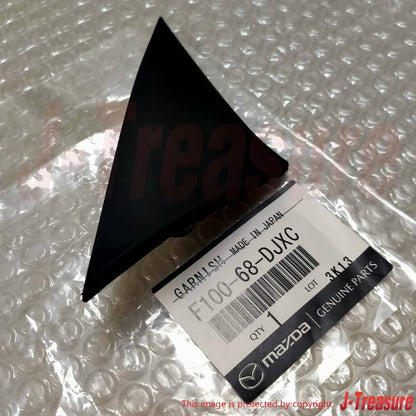 J-Treasure
GARNISH MADE IN JAPAN
F100-68-DJXC
QTY 1 LOT 3K13
mazda GENUINE PARTS
This image is protected by copyright.
J-Treasure